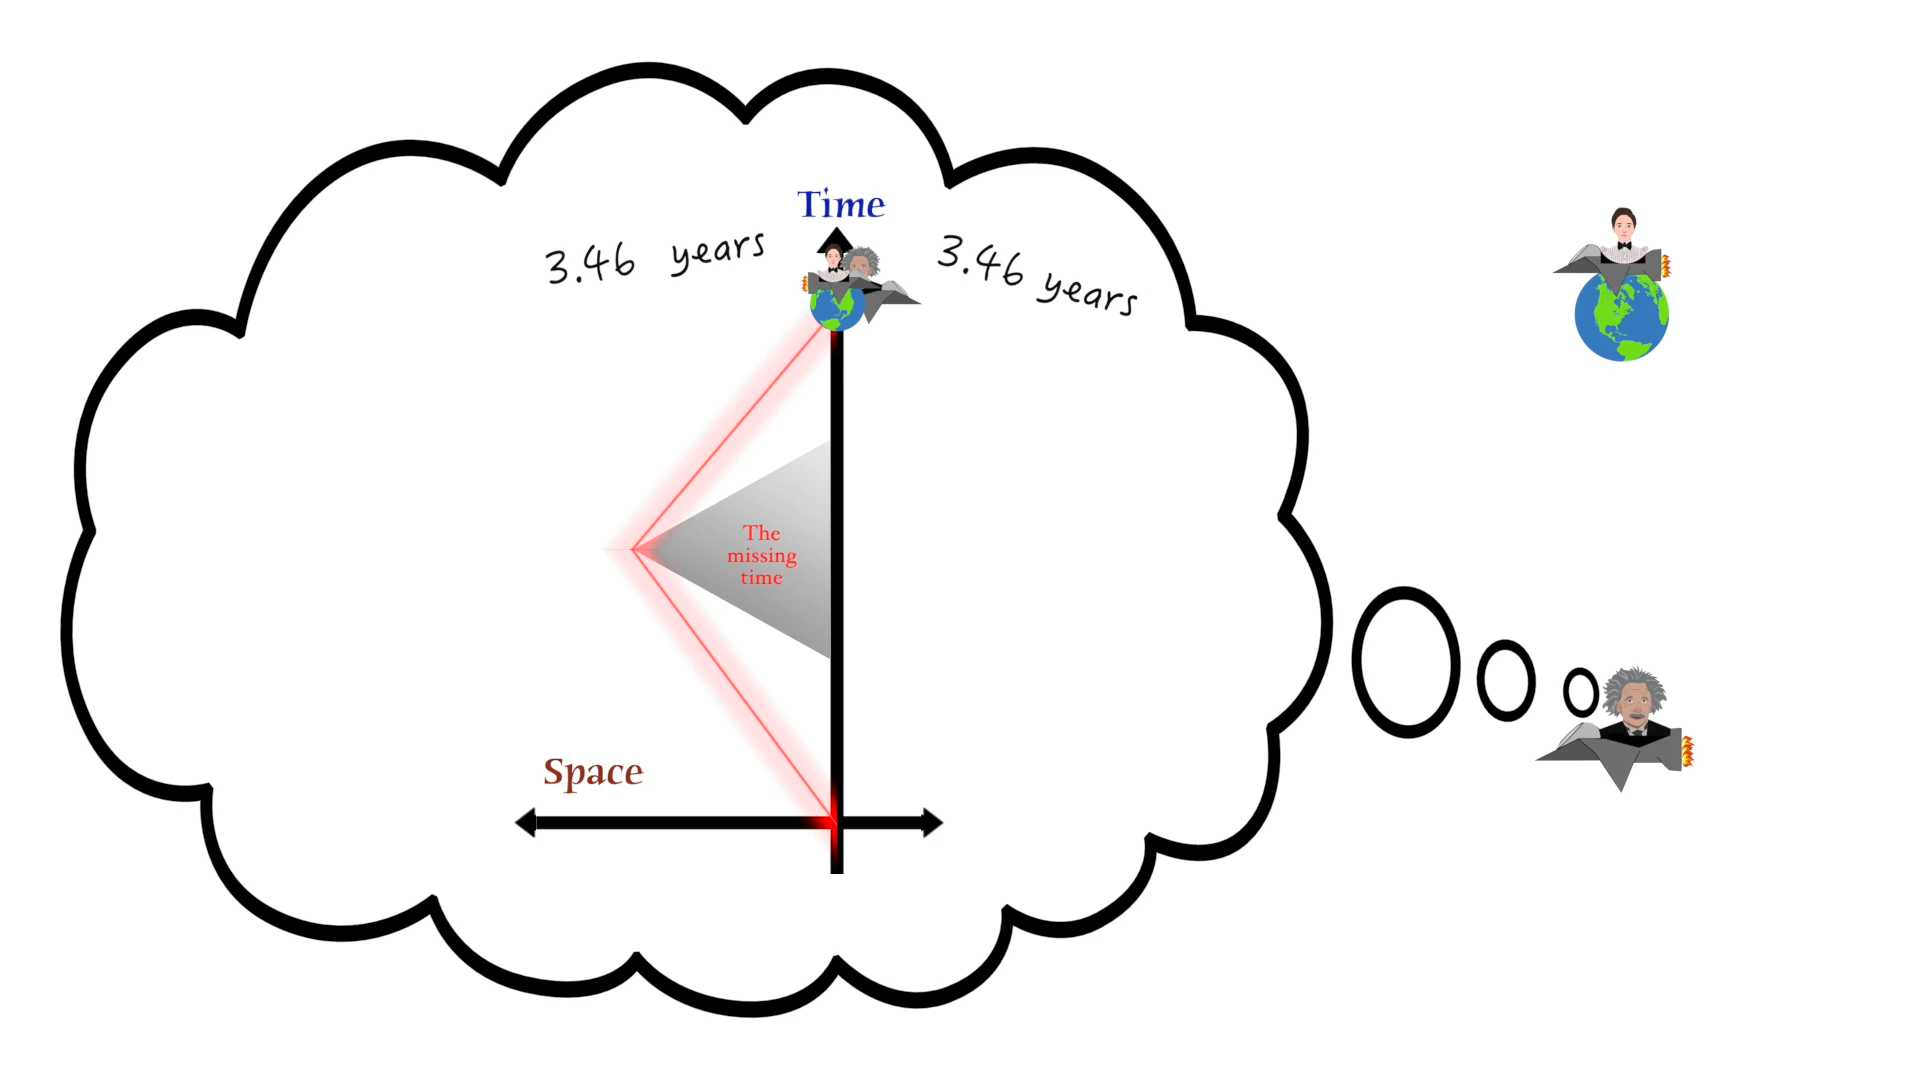 Time
3.46 years
3.46 years
The
missing
time
Space